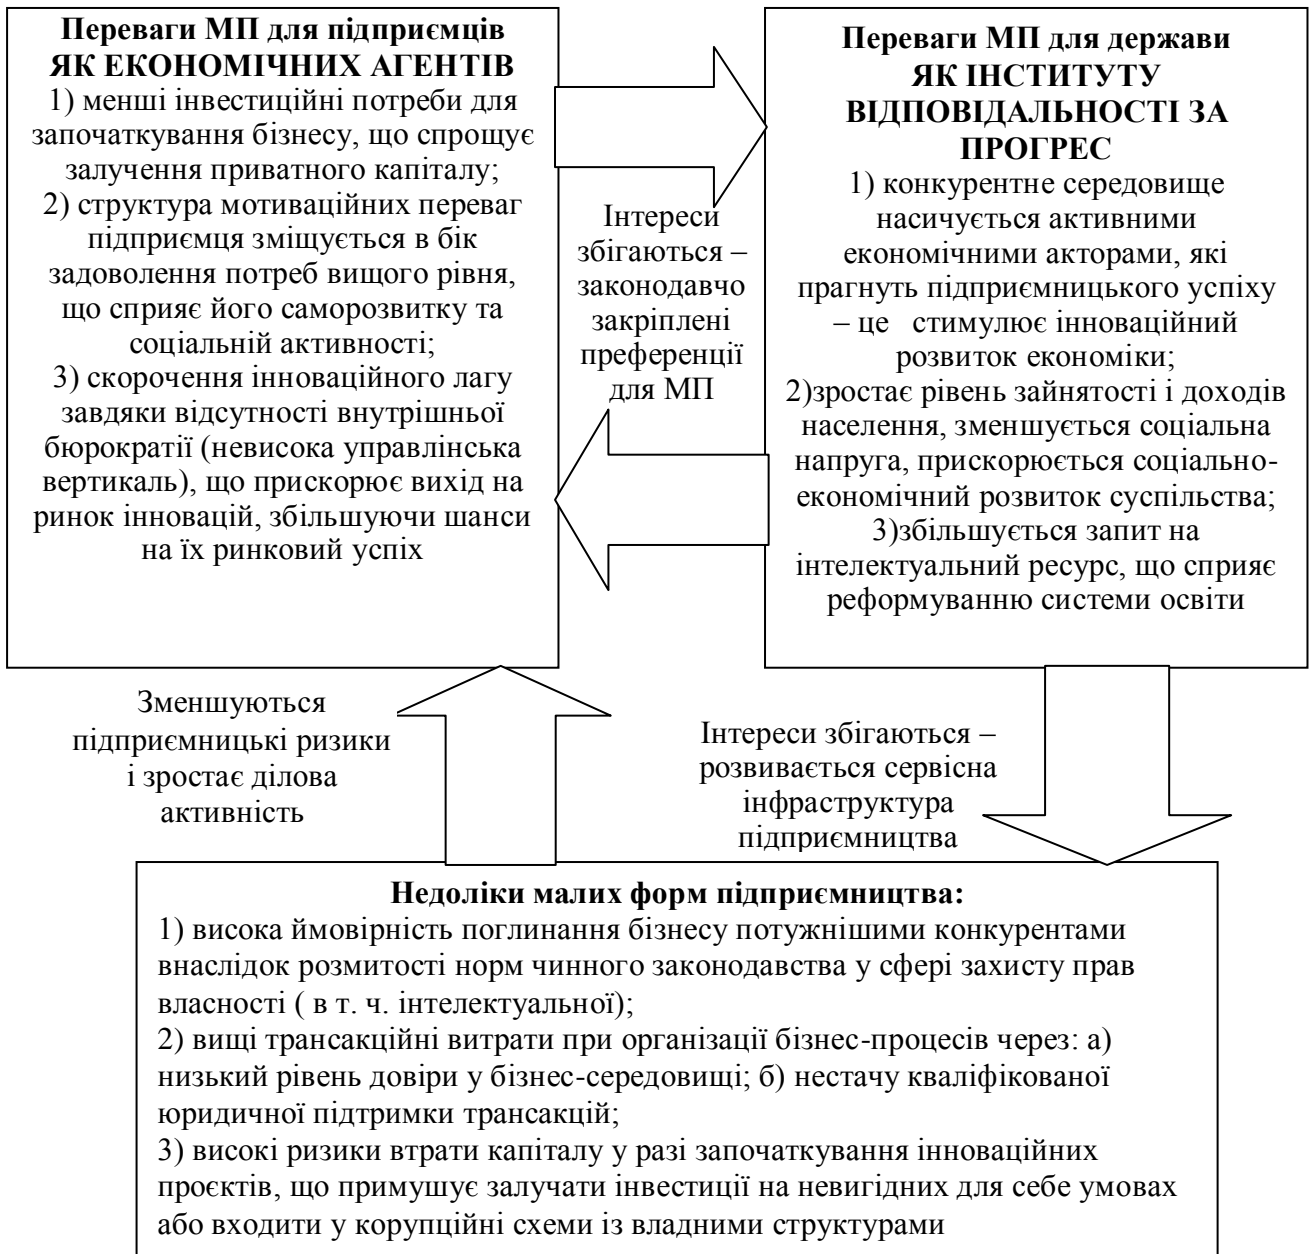 Переваги МП для підприємців
ЯК ЕКОНОМІЧНИХ АГЕНТІВ
1) менші інвестиційні потреби для
започаткування бізнесу, що спрощує
залучення приватного капіталу;
2) структура мотиваційних переваг
підприємця зміщується в бік
задоволення потреб вищого рівня,
що сприяє його саморозвитку та
соціальній активності;
3) скорочення інноваційного лагу
завдяки відсутності внутрішньої
бюрократії (невисока управлінська
вертикаль), що прискорює вихід на
ринок інновацій, збільшуючи шанси
на їх ринковий успіх
Інтереси
збігаються –
законодавчо
закріплені
преференції
для МП
Переваги МП для держави
ЯК ІНСТИТУТУ
ВІДПОВІДАЛЬНОСТІ ЗА
ПРОГРЕС
1) конкурентне середовище
насичується активними
економічними акторами, які
прагнуть підприємницького успіху
– це стимулює інноваційний
розвиток економіки;
2)зростає рівень зайнятості і доходів
населення, зменшується соціальна
напруга, прискорюється соціально-
економічний розвиток суспільства;
3)збільшується запит на
інтелектуальний ресурс, що сприяє
реформуванню системи освіти
Зменшуються
підприємницькі ризики
і зростає ділова
активність
Інтереси збігаються –
розвивається сервісна
інфраструктура
підприємництва
Недоліки малих форм підприємництва:
1) висока ймовірність поглинання бізнесу потужнішими конкурентами
внаслідок розмитості норм чинного законодавства у сфері захисту прав
власності ( в т. ч. інтелектуальної);
2) вищі трансакційні витрати при організації бізнес-процесів через: а)
низький рівень довіри у бізнес-середовищі; б) нестачу кваліфікованої
юридичної підтримки трансакцій;
3) високі ризики втрати капіталу у разі започаткування інноваційних
проєктів, що примушує залучати інвестиції на невигідних для себе умовах
або входити у корупційні схеми із владними структурами